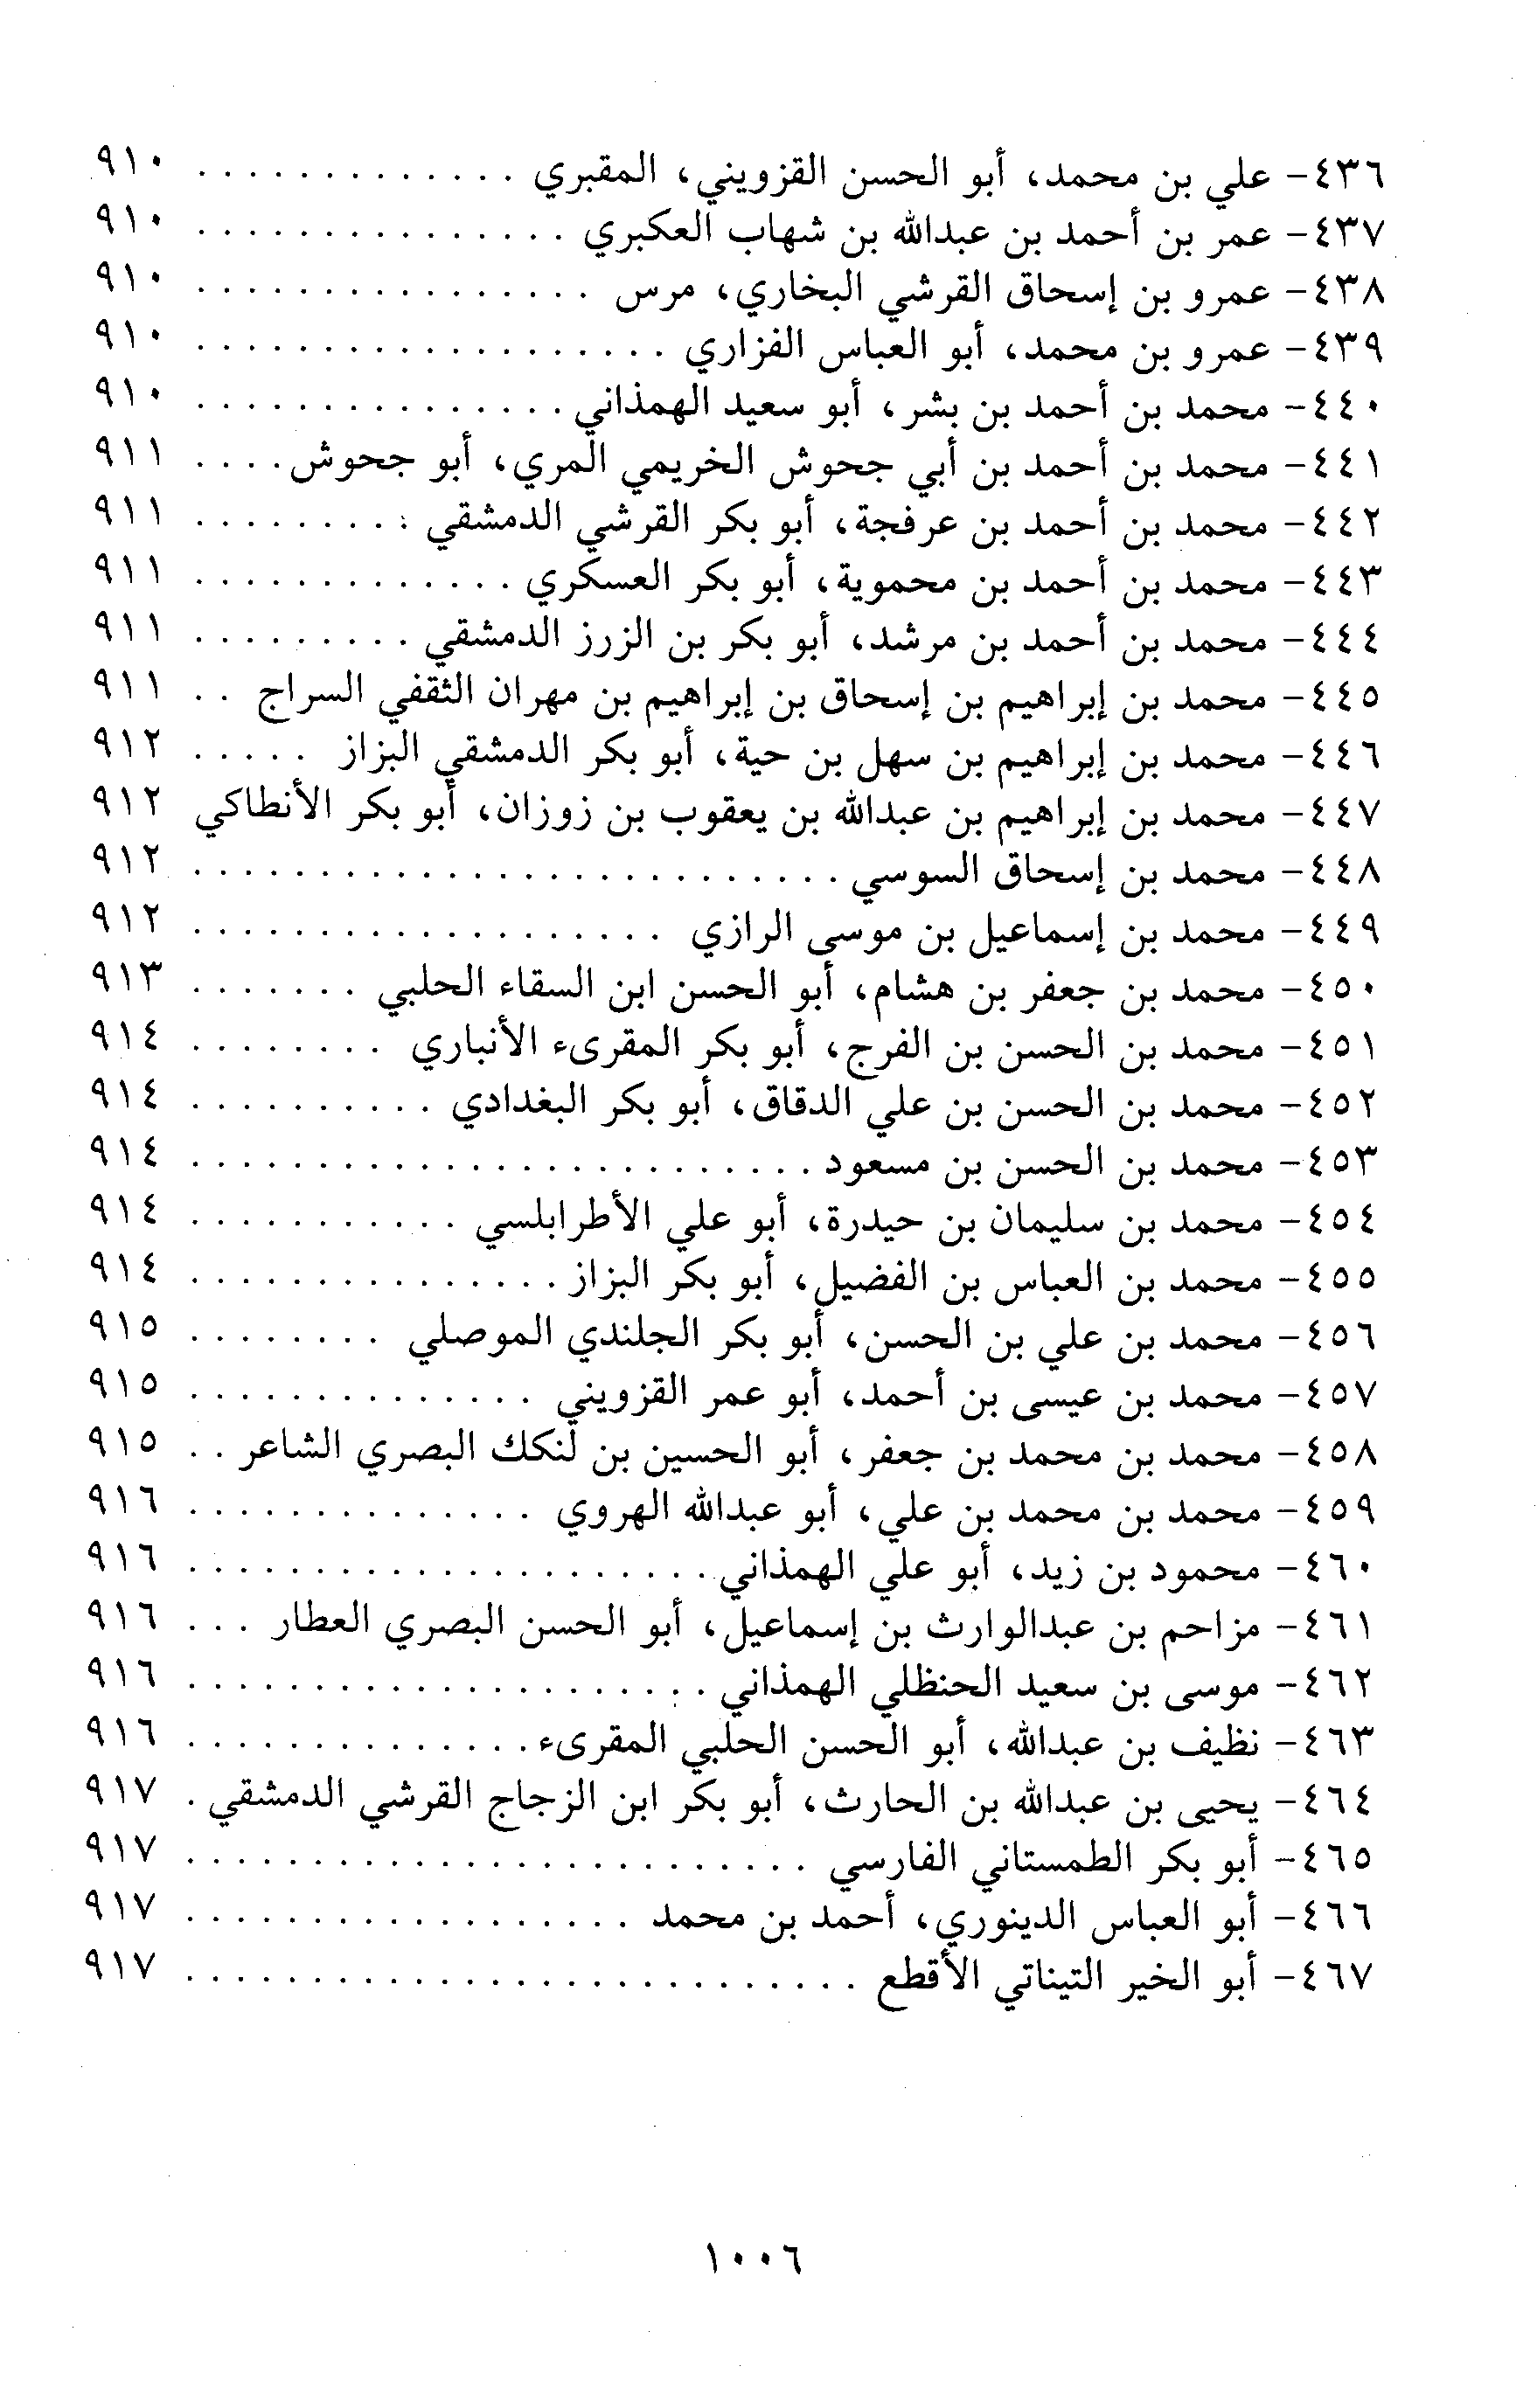 ٤٣٦- علي بن محمد، أبو الحسن القزويني، المقبري . . . . . . . . . . . . . ٩١٠
٤٣٧- عمر بن أحمد بن عبدالله بن شهاب العكبري . . . . . . . . . . . . . . . ٩١٠
٤٣٨- عمرو بن إسحاق القرشي البخاري، مرس . . . . . . . . . . . . . . . . ٩١٠
٤٣٩- عمرو بن محمد، أبو العباس الفزاري . . . . . . . . . . . . . . . . . . . ٩١٠
٤٤٠- محمد بن أحمد بن بشر، أبو سعيد الهمذاني . . . . . . . . . . . . . . . ٩١٠
٤٤١- محمد بن أحمد بن أبي جحوش الخريمي المري، أبو جحوش . . . . ٩١١
٤٤٢- محمد بن أحمد بن عرفجة، أبو بكر القرشي الدمشقي . . . . . . . . . ٩١١
٤٤٣- محمد بن أحمد بن محموية، أبو بكر العسكري . . . . . . . . . . . . . ٩١١
٤٤٤- محمد بن أحمد بن مرشد، أبو بكر بن الزرز الدمشقي . . . . . . . . . ٩١١
٤٤٥- محمد بن إبراهيم بن إسحاق بن إبراهيم بن مهران الثقفي السراج . . ٩١١
٤٤٦- محمد بن إبراهيم بن سهل بن حية، أبو بكر الدمشقي البزاز . . . . . ٩١٢
٤٤٧- محمد بن إبراهيم بن عبدالله بن يعقوب بن زوزان، أبو بكر الأنطاكي ٩١٢
٤٤٨- محمد بن إسحاق السوسي . . . . . . . . . . . . . . . . . . . . . . . . . . ٩١٢
٤٤٩- محمد بن إسماعيل بن موسى الرازي . . . . . . . . . . . . . . . . . . . ٩١٢
٤٥٠- محمد بن جعفر بن هشام، أبو الحسن ابن السقاء الحلبي . . . . . . . ٩١٣
٤٥١- محمد بن الحسن بن الفرج، أبو بكر المقرىء الأنباري . . . . . . . . ٩١٤
٤٥٢- محمد بن الحسن بن علي الدقاق، أبو بكر البغدادي . . . . . . . . . . ٩١٤
٤٥٣- محمد بن الحسن بن مسعود . . . . . . . . . . . . . . . . . . . . . . . . . ٩١٤
٤٥٤- محمد بن سليمان بن حيدرة، أبو علي الأطرابلسي . . . . . . . . . . . ٩١٤
٤٥٥- محمد بن العباس بن الفضيل، أبو بكر البزاز . . . . . . . . . . . . . . . ٩١٤
٤٥٦- محمد بن علي بن الحسن، أبو بكر الجلندي الموصلي . . . . . . . . ٩١٥
٤٥٧- محمد بن عيسى بن أحمد، أبو عمر القزويني . . . . . . . . . . . . . . ٩١٥
٤٥٨- محمد بن محمد بن جعفر، أبو الحسين بن لنكك البصري الشاعر . . ٩١٥
٤٥٩- محمد بن محمد بن علي، أبو عبدالله الهروي . . . . . . . . . . . . . . ٩١٦
٤٦٠- محمود بن زيد، أبو علي الهمذاني . . . . . . . . . . . . . . . . . . . . . ٩١٦
٤٦١- مزاحم بن عبدالوارث بن إسماعيل، أبو الحسن البصري العطار . . . ٩١٦
٤٦٢- موسى بن سعيد الحنظلي الهمذاني . . . . . . . . . . . . . . . . . . . . . ٩١٦
٤٦٣- نظيف بن عبدالله، أبو الحسن الحلبي المقرىء . . . . . . . . . . . . . . ٩١٦
٤٦٤- يحيى بن عبدالله بن الحارث، أبو بكر ابن الزجاج القرشي الدمشقي . ٩١٧
٤٦٥- أبو بكر الطمستاني الفارسي . . . . . . . . . . . . . . . . . . . . . . . . . ٩١٧
٤٦٦- أبو العباس الدينوري، أحمد بن محمد . . . . . . . . . . . . . . . . . . ٩١٧
٤٦٧- أبو الخير التيناتي الأقطع . . . . . . . . . . . . . . . . . . . . . . . . . . . ٩١٧
١٠٠٦